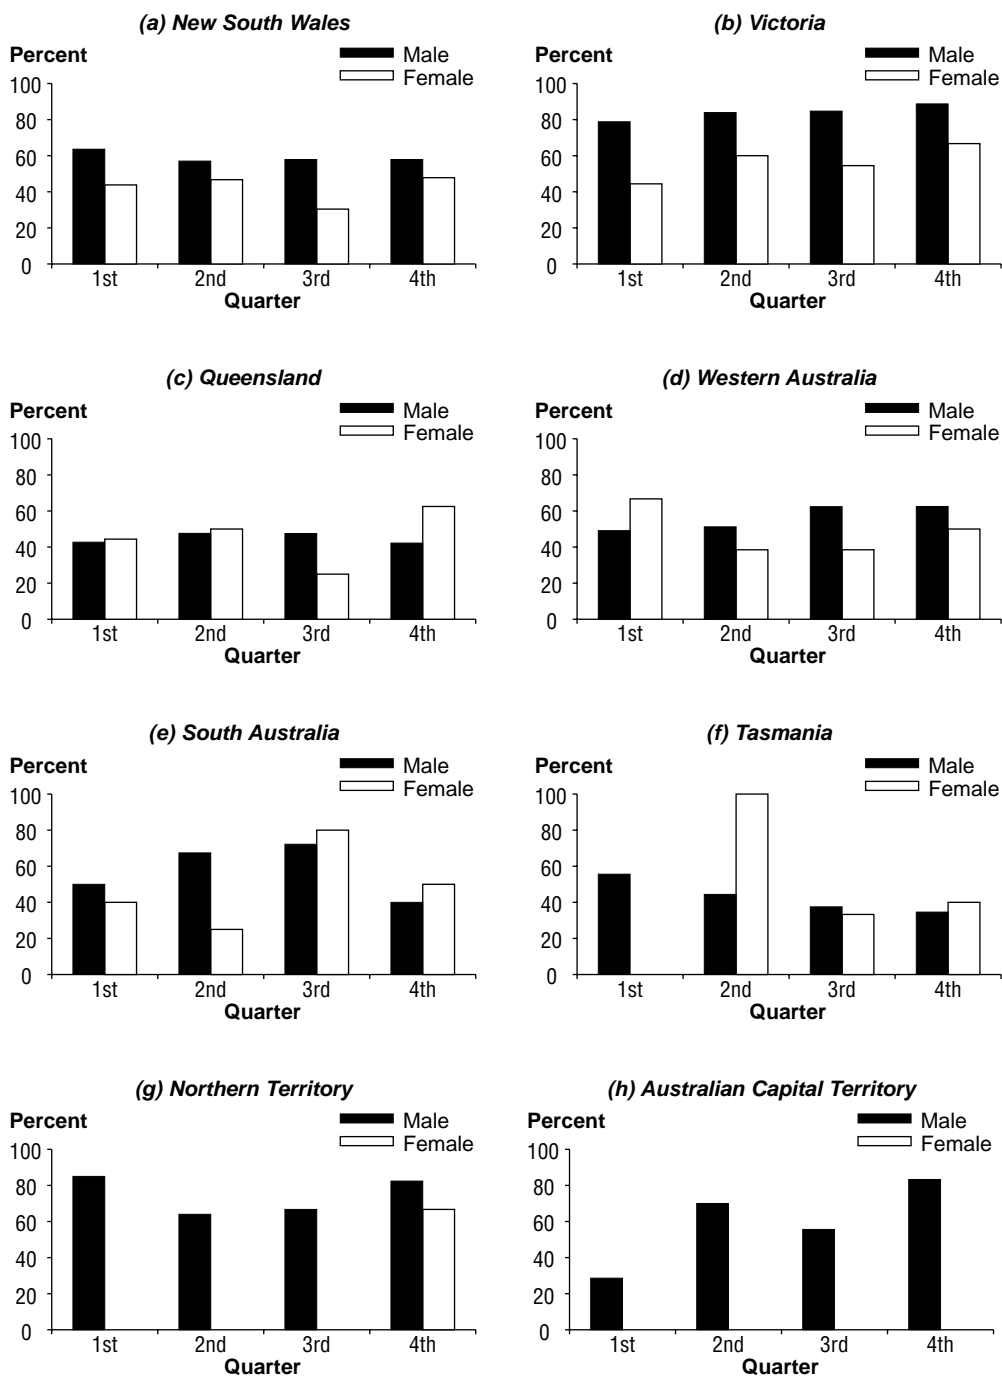 (a) New South Wales
Percent
Male
Female
100
80
60
40
20
0
1st 2nd 3rd 4th
Quarter
(b) Victoria
Percent
Male
Female
100
80
60
40
20
0
1st 2nd 3rd 4th
Quarter
(c) Queensland
Percent
Male
Female
100
80
60
40
20
0
1st 2nd 3rd 4th
Quarter
(d) Western Australia
Percent
Male
Female
100
80
60
40
20
0
1st 2nd 3rd 4th
Quarter
(e) South Australia
Percent
Male
Female
100
80
60
40
20
0
1st 2nd 3rd 4th
Quarter
(f) Tasmania
Percent
Male
Female
100
80
60
40
20
0
1st 2nd 3rd 4th
Quarter
(g) Northern Territory
Percent
Male
Female
100
80
60
40
20
0
1st 2nd 3rd 4th
Quarter
(h) Australian Capital Territory
Percent
Male
Female
100
80
60
40
20
0
1st 2nd 3rd 4th
Quarter